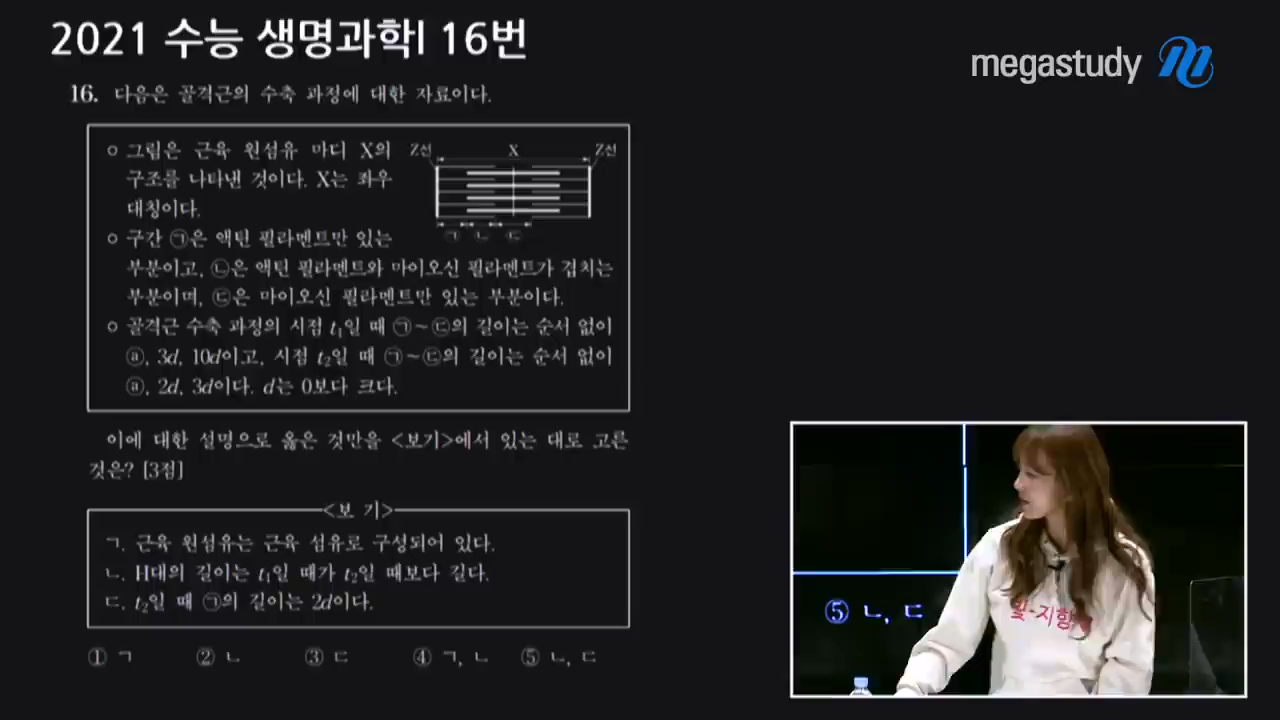 2021 수능 생명과학Ⅰ 16번
megastudy
16. 다음은 골격근의 수축 과정에 대한 자료이다.
○ 그림은 근육 원섬유 마디 X의
구조를 나타낸 것이다. X는 좌우
대칭이다.
Z선 X Z선
㉠ ㉡ ㉢
○ 구간 ㉠은 액틴 필라멘트만 있는
부분이고, ㉡은 액틴 필라멘트와 마이오신 필라멘트가 겹치는
부분이며, ㉢은 마이오신 필라멘트만 있는 부분이다.
○ 골격근 수축 과정의 시점 t₁일 때 ㉠~㉢의 길이는 순서 없이
ⓐ, 3d, 10d이고, 시점 t₂일 때 ㉠~㉢의 길이는 순서 없이
ⓐ, 2d, 3d이다. d는 0보다 크다.
이에 대한 설명으로 옳은 것만을 <보기>에서 있는 대로 고른
것은? [3점]
<보 기>
ㄱ. 근육 원섬유는 근육 섬유로 구성되어 있다.
ㄴ. H대의 길이는 t₁일 때가 t₂일 때보다 길다.
ㄷ. t₂일 때 ㉠의 길이는 2d이다.
① ㄱ ② ㄴ ③ ㄷ ④ ㄱ, ㄴ ⑤ ㄴ, ㄷ
⑤ ㄴ, ㄷ